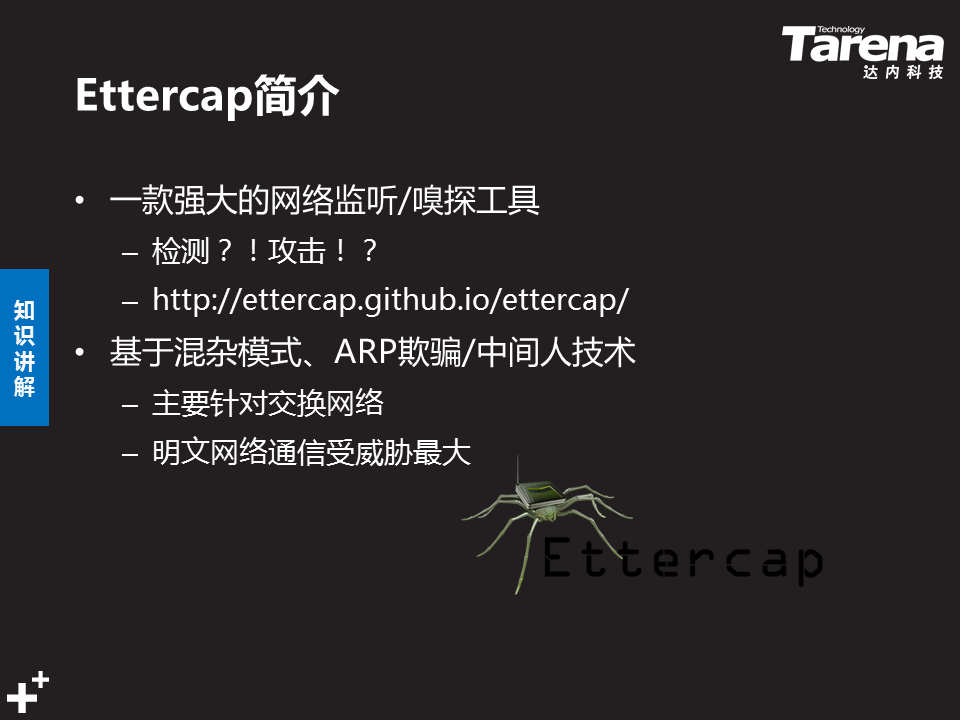 Technology
Tarena
达内科技
Ettercap简介
• 一款强大的网络监听/嗅探工具
– 检测？！攻击！？
– http://ettercap.github.io/ettercap/
• 基于混杂模式、ARP欺骗/中间人技术
– 主要针对交换网络
– 明文网络通信受威胁最大
知识讲解
Ettercap